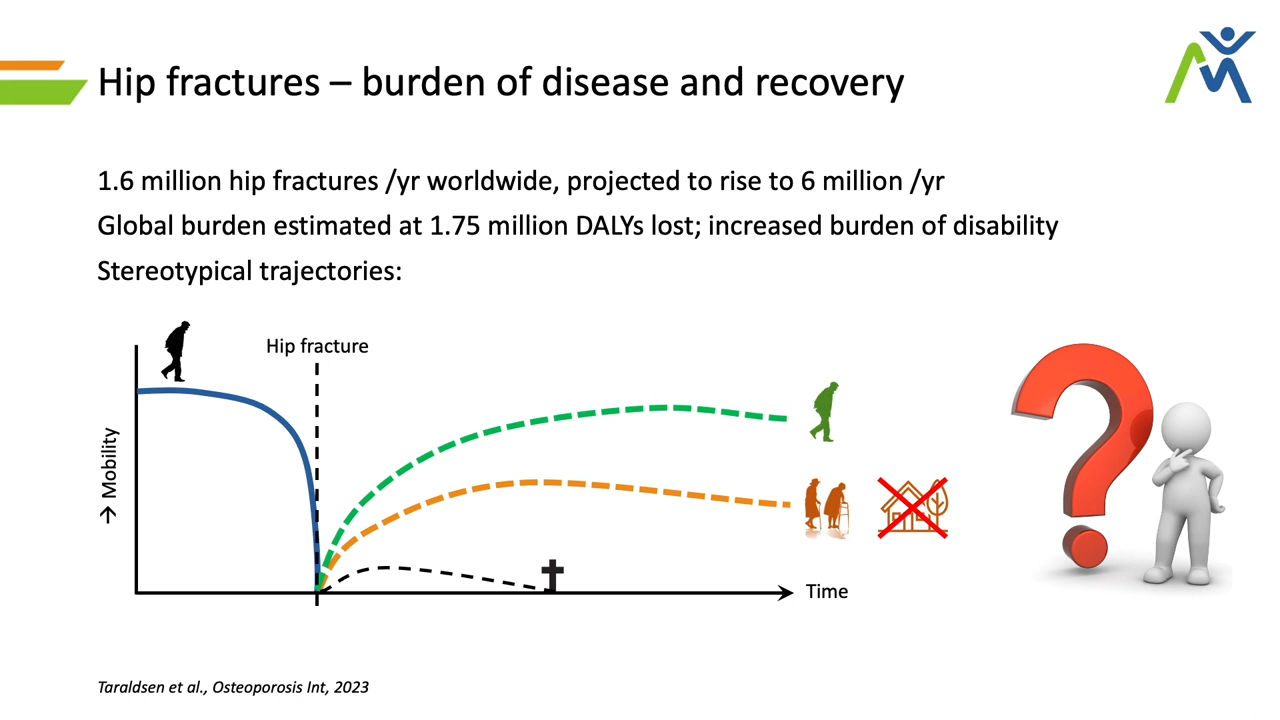 Hip fractures – burden of disease and recovery
1.6 million hip fractures /yr worldwide, projected to rise to 6 million /yr
Global burden estimated at 1.75 million DALYs lost; increased burden of disability
Stereotypical trajectories:
Hip fracture
→ Mobility
Time
Taraldsen et al., Osteoporosis Int, 2023